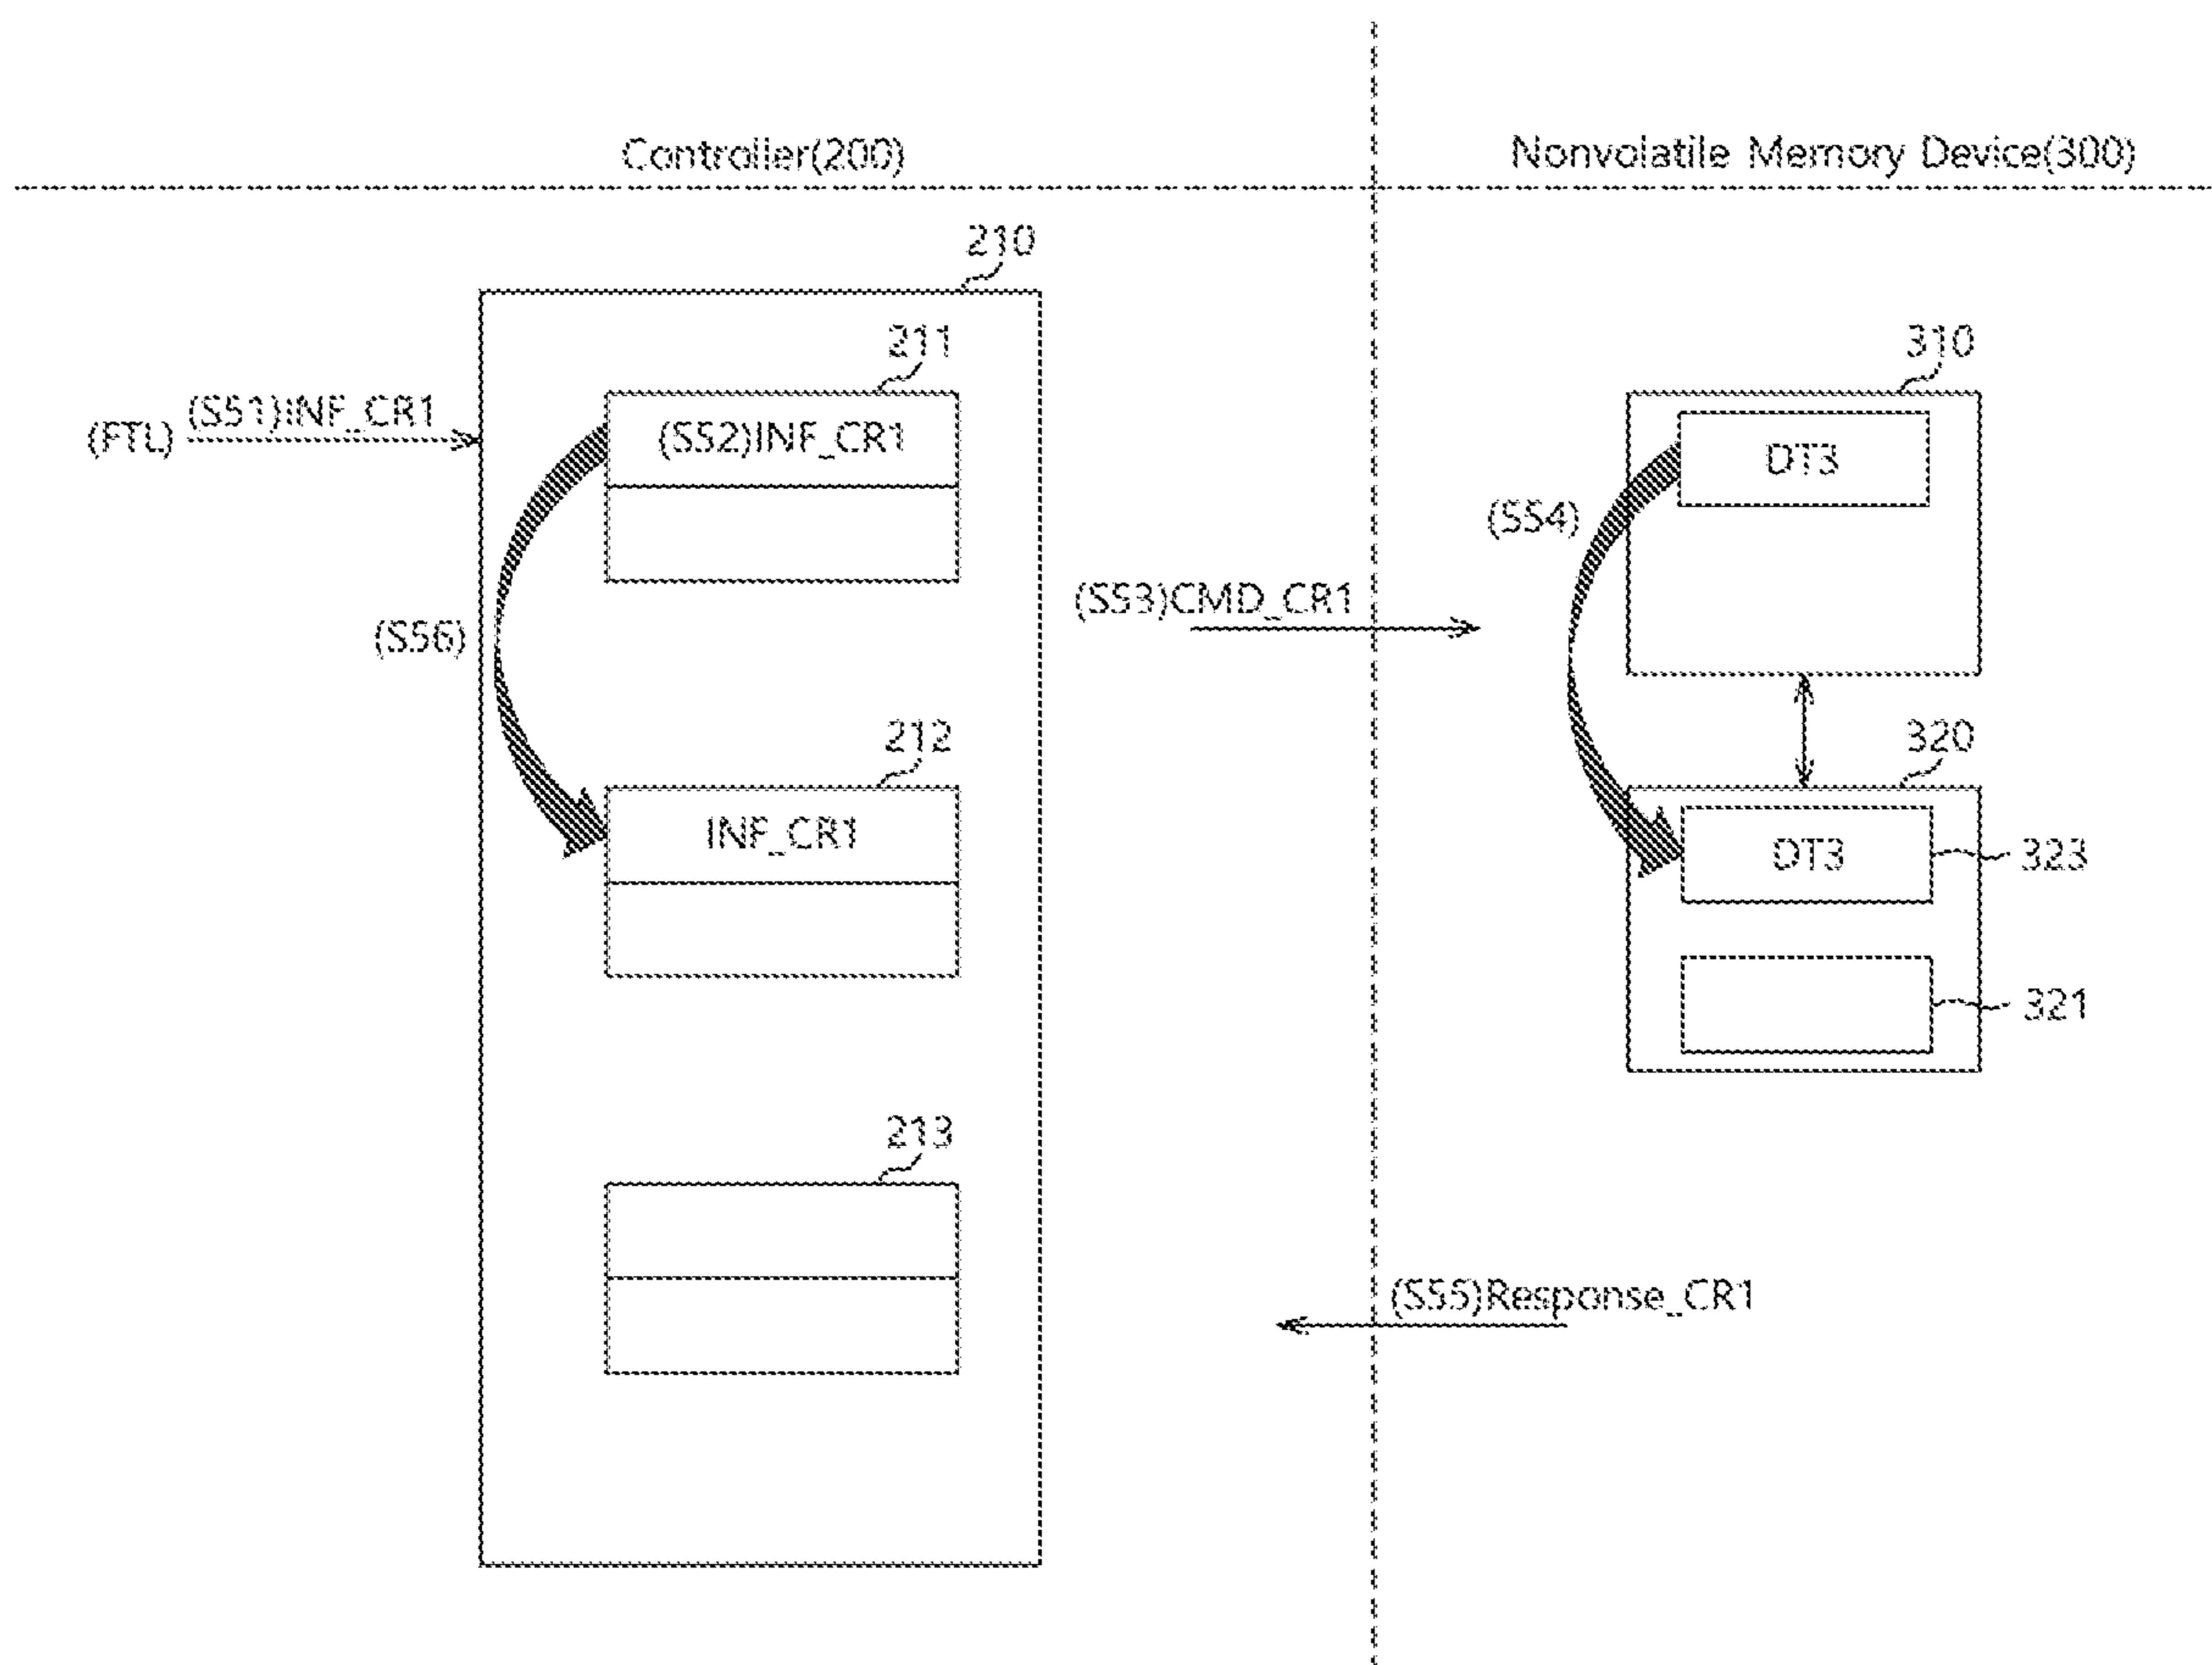 Controller(200)
Nonvolatile Memory Device(300)
210
211
310
(FTL)
(S51)INF_CR1
(S52)INF_CR1
DT3
(S54)
(S53)CMD_CR1
(S56)
212
320
INF_CR1
DT3
323
321
213
(S55)Response_CR1